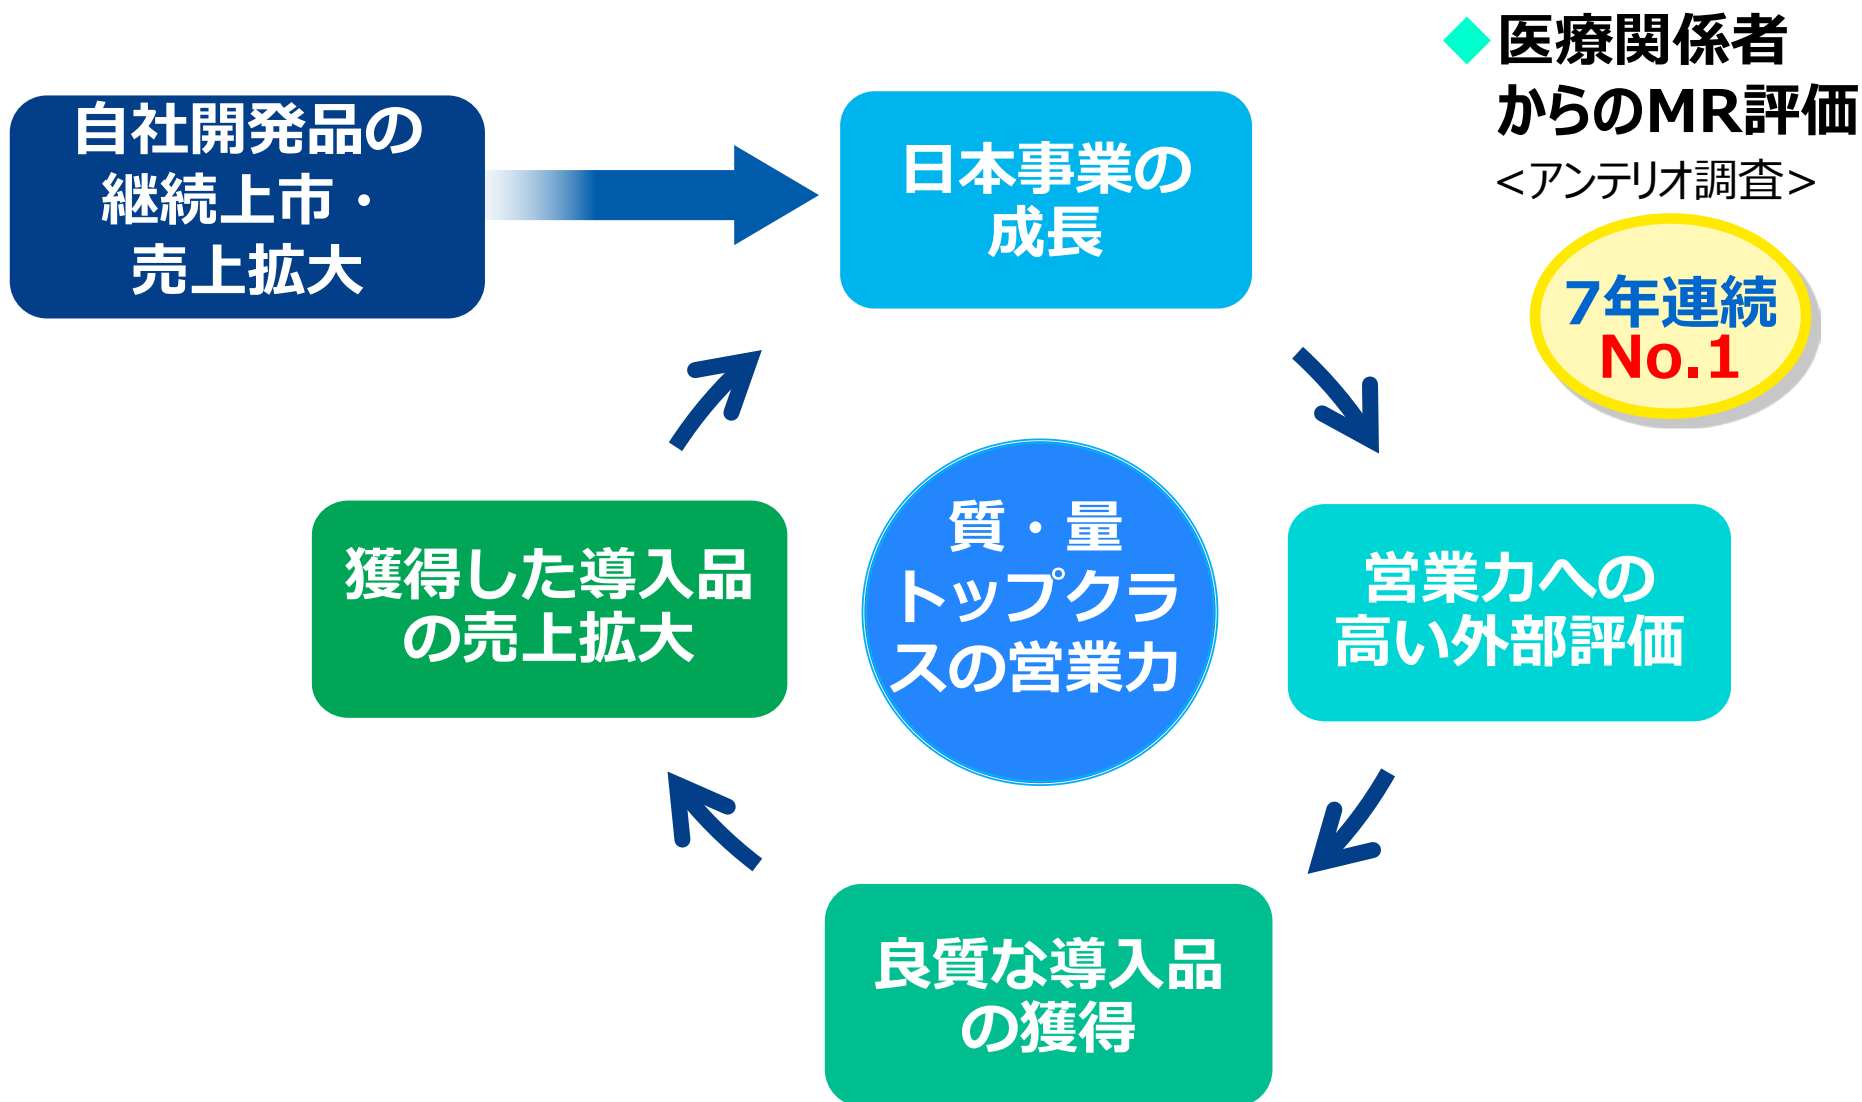 ◆医療関係者
からのMR評価
<アンテリオ調査>
7年連続
No.1
自社開発品の
継続上市・
売上拡大
日本事業の
成長
営業力への
高い外部評価
良質な導入品
の獲得
獲得した導入品
の売上拡大
質・量
トップクラ
スの営業力